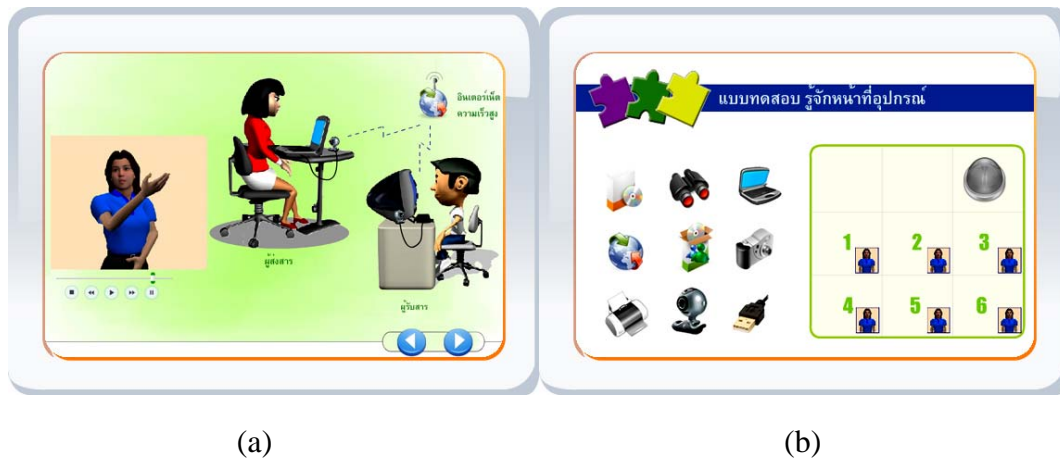 อินเตอร์เน็ต
ความเร็วสูง
ผู้ส่งสาร
ผู้รับสาร
แบบทดสอบ รู้จักหน้าที่อุปกรณ์
1 2 3
4 5 6
(a) (b)